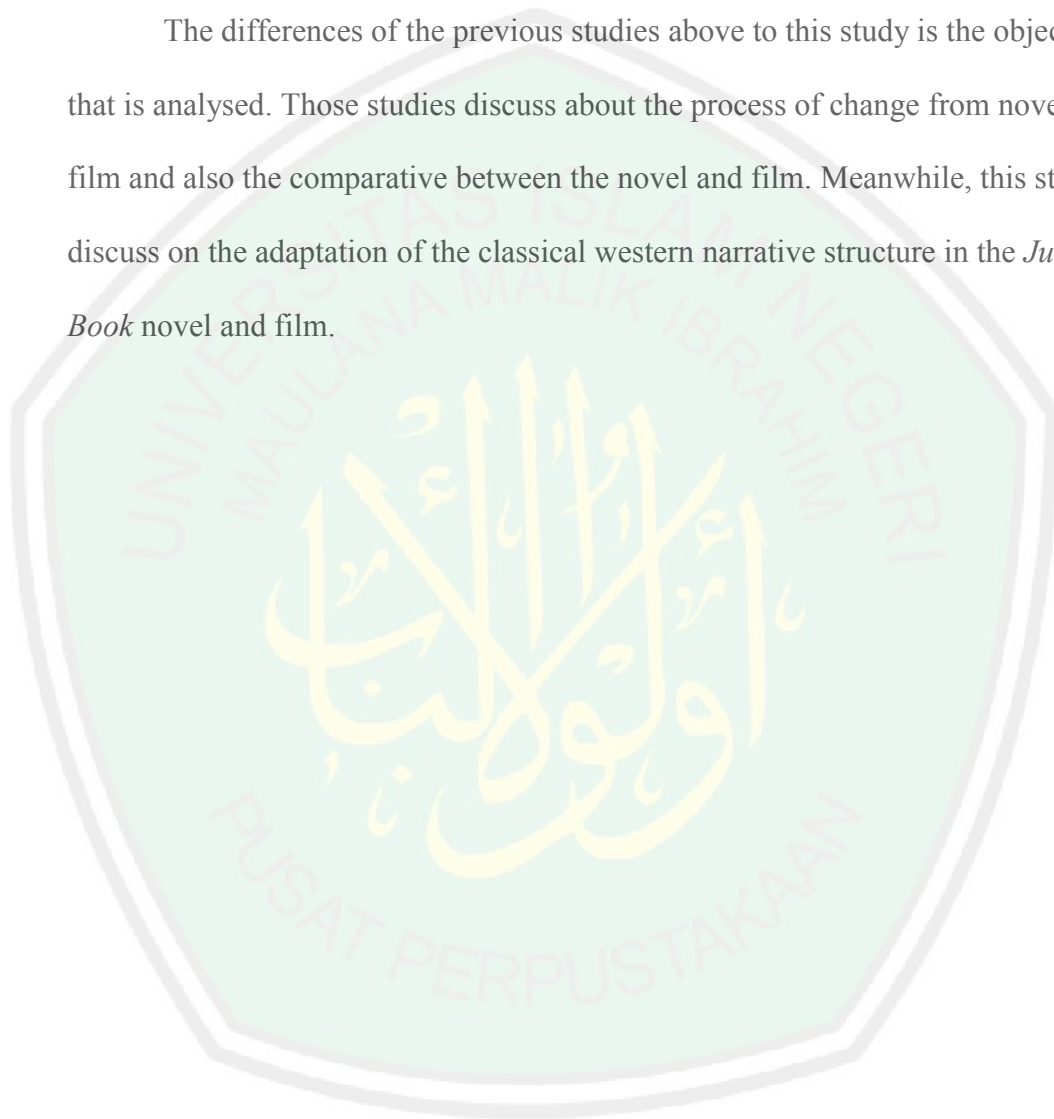 The differences of the previous studies above to this study is the objec
that is analysed. Those studies discuss about the process of change from nove
film and also the comparative between the novel and film. Meanwhile, this st
discuss on the adaptation of the classical western narrative structure in the Ju
Book novel and film.
UNIVERSITAS ISLAM NEGERI
MAULANA MALIK IBRAHIM
أولوا الألباب
PUSAT PERPUSTAKAAN